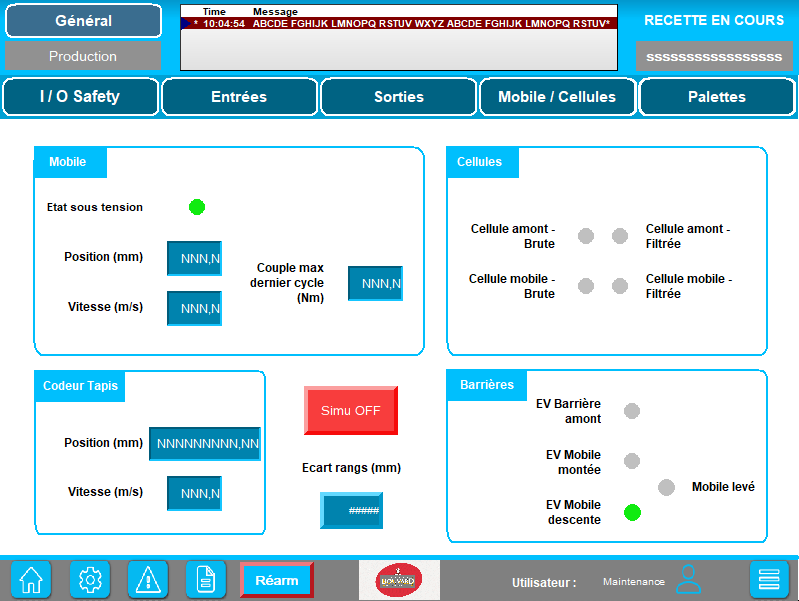 Général
Production
Time Message
* 10:04:54 ABCDE FGHIJK LMNOPQ RSTUV WXYZ ABCDE FGHIJK LMNOPQ RSTUV*
RECETTE EN COURS
sssssssssssssssss
I / O Safety
Entrées
Sorties
Mobile / Cellules
Palettes
Mobile
Etat sous tension
Position (mm)
NNN,N
Vitesse (m/s)
NNN,N
Couple max
dernier cycle
(Nm)
NNN,N
Cellules
Cellule amont -
Brute
Cellule amont -
Filtrée
Cellule mobile -
Brute
Cellule mobile -
Filtrée
Codeur Tapis
Position (mm)
NNNNNNNNN,NN
Vitesse (m/s)
NNN,N
Simu OFF
Ecart rangs (mm)
#####
Barrières
EV Barrière
amont
EV Mobile
montée
EV Mobile
descente
Mobile levé
Réarm
BOUVARD
Utilisateur :
Maintenance